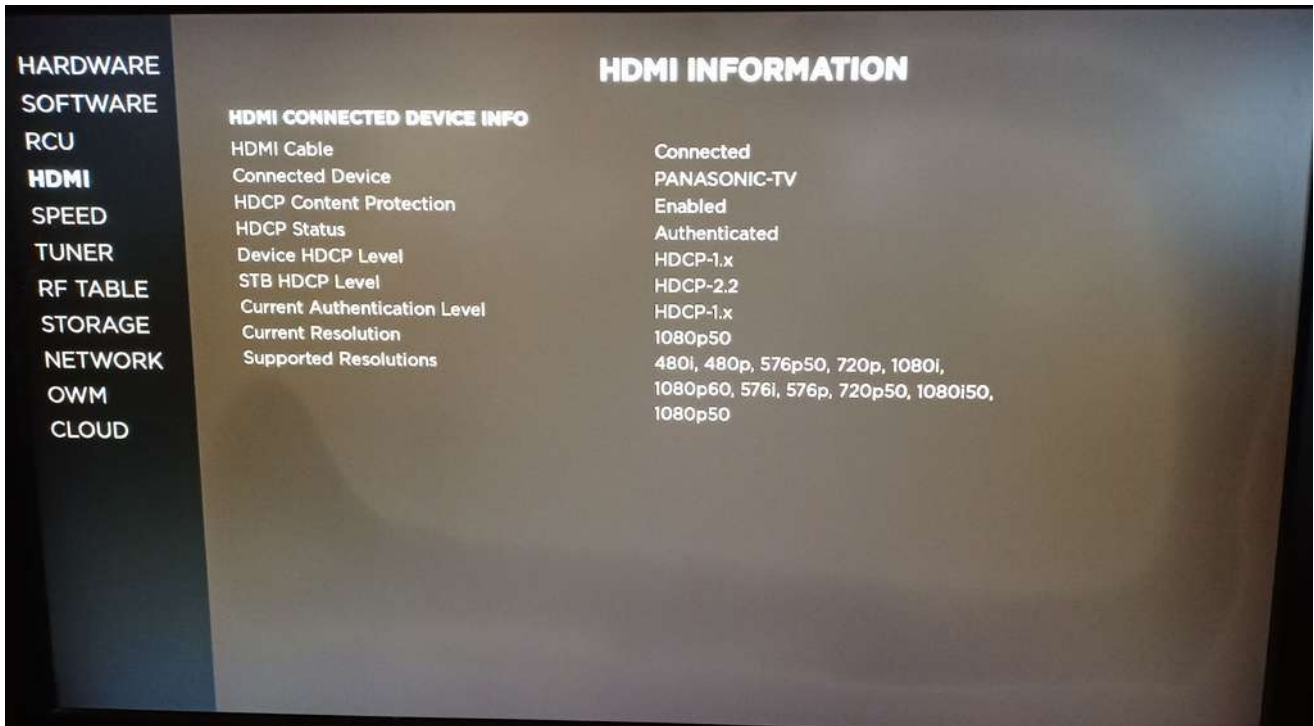 HARDWARE
SOFTWARE
RCU
HDMI
SPEED
TUNER
RF TABLE
STORAGE
NETWORK
OWM
CLOUD
HDMI INFORMATION
HDMI CONNECTED DEVICE INFO
HDMI Cable Connected
Connected Device PANASONIC-TV
HDCP Content Protection Enabled
HDCP Status Authenticated
Device HDCP Level HDCP-1.x
STB HDCP Level HDCP-2.2
Current Authentication Level HDCP-1.x
Current Resolution 1080p50
Supported Resolutions 480i, 480p, 576p50, 720p, 1080i,
1080p60, 576i, 576p, 720p50, 1080i50,
1080p50